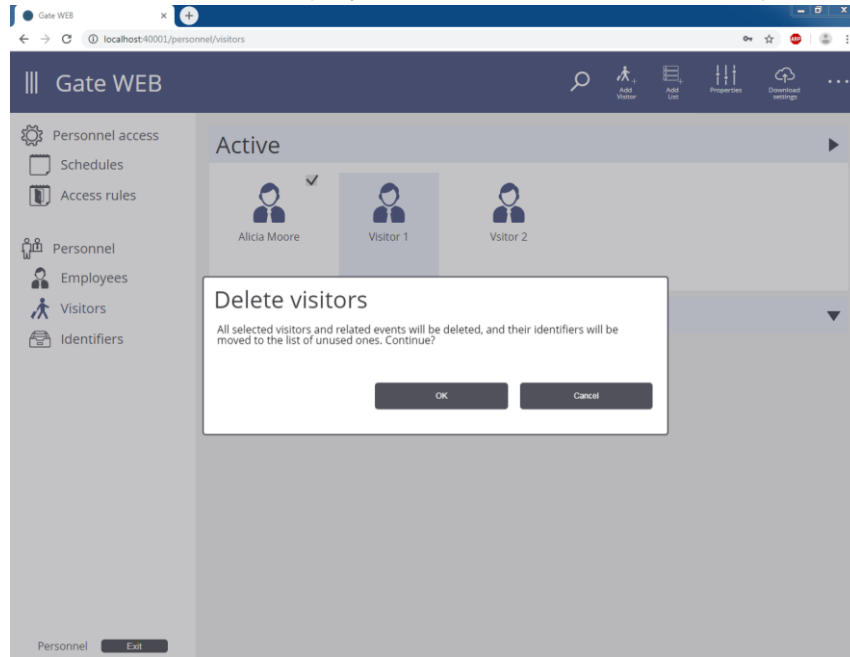 Gate WEB
localhost:40001/personnel/visitors
ABP
Gate WEB
Add
Visitor
Add
List
Properties
Download
settings
Personnel access
Schedules
Access rules
Personnel
Employees
Visitors
Identifiers
Active
Alicia Moore
Visitor 1
Vsitor 2
Delete visitors
All selected visitors and related events will be deleted, and their identifiers will be
moved to the list of unused ones. Continue?
OK
Cancel
Personnel
Exit